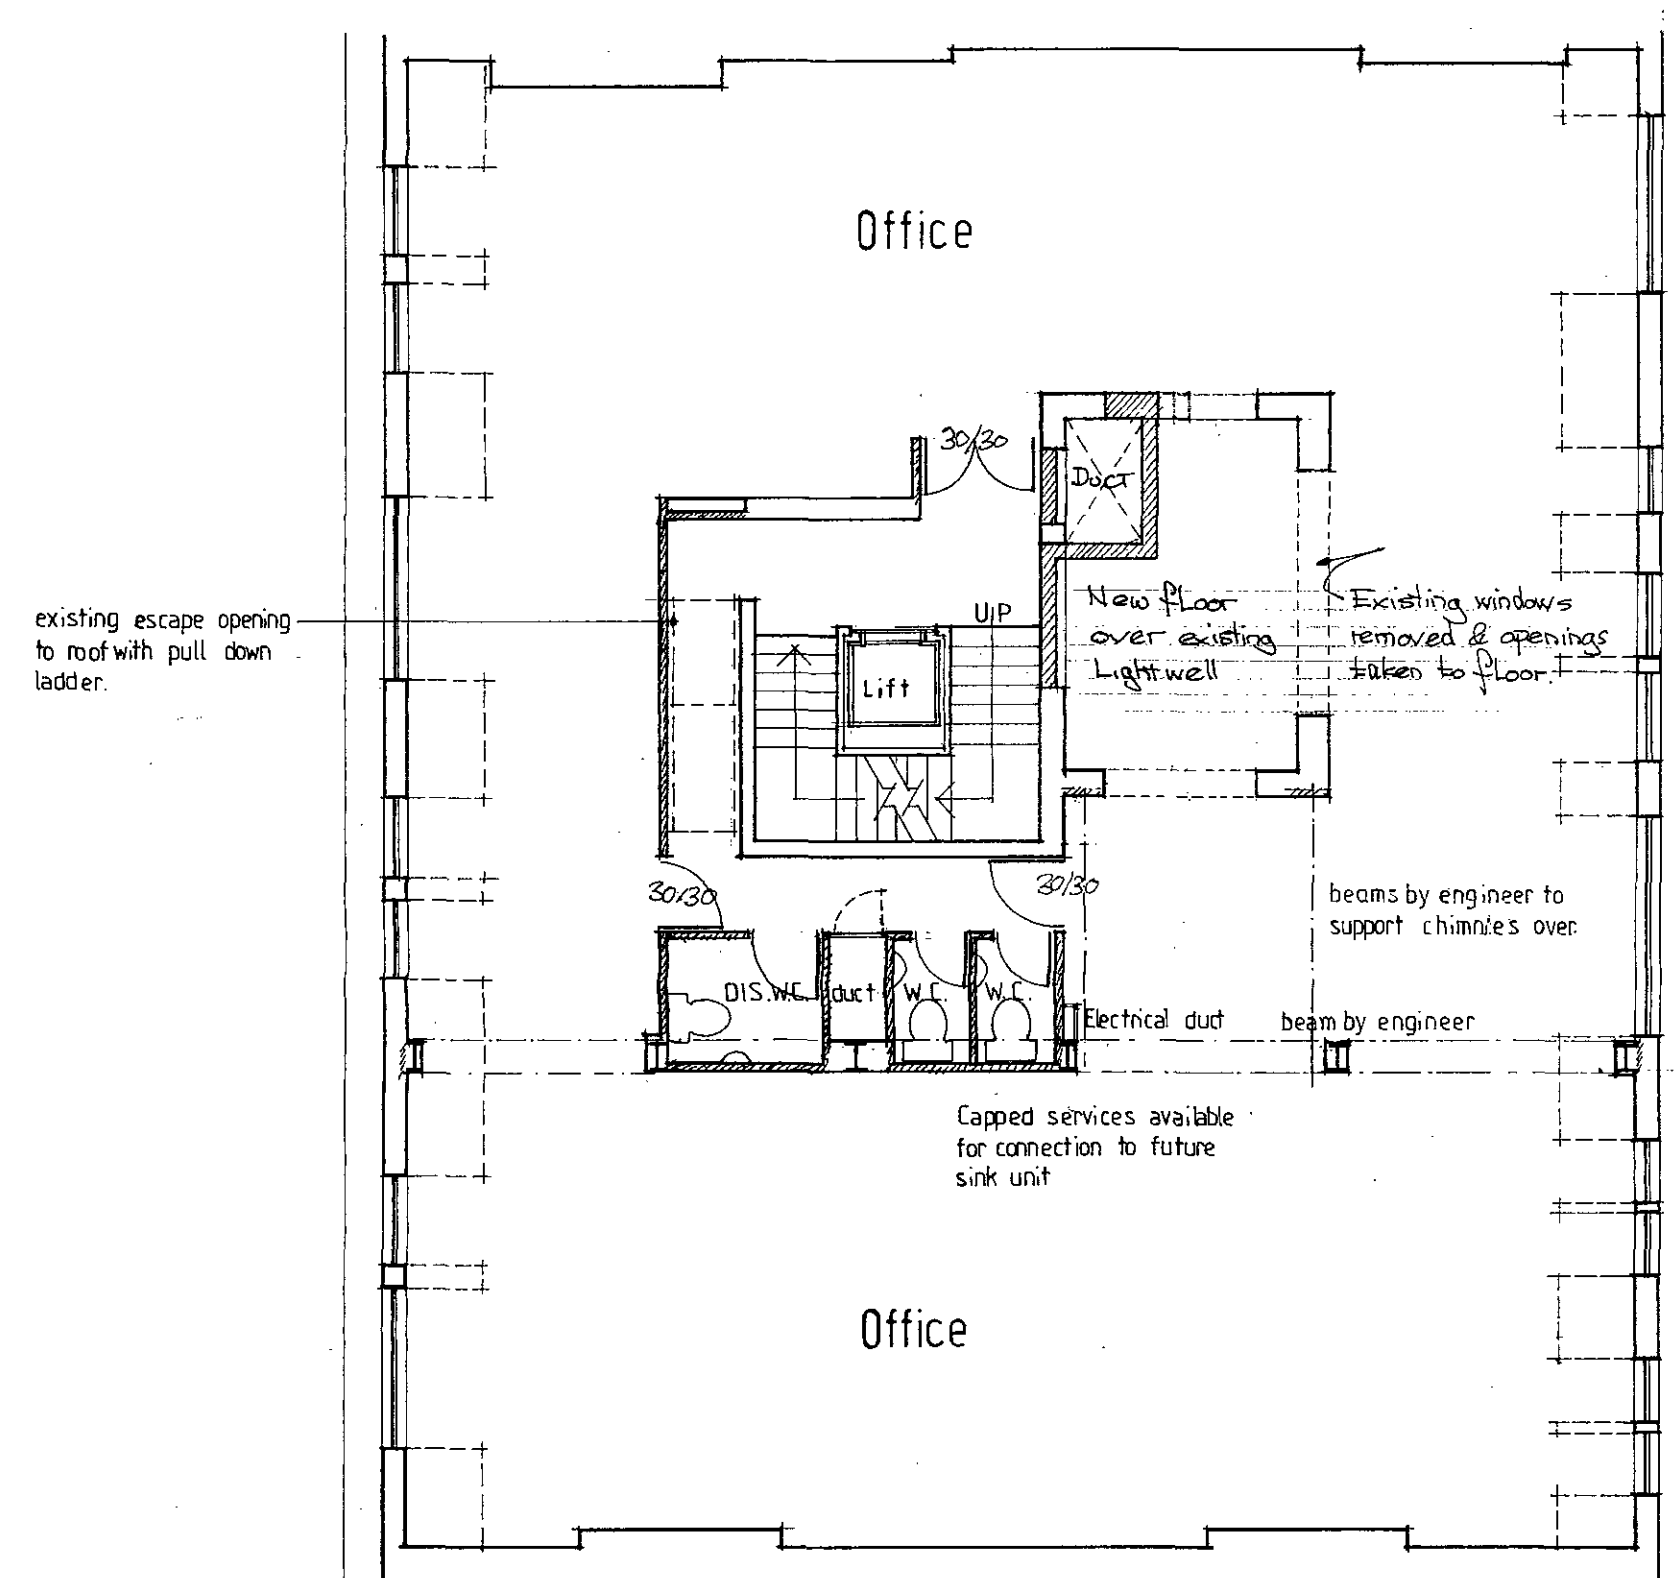 Office
30/30
DUCT
UP
New floor
over existing
Lightwell
Existing windows
removed & openings
taken to floor.
existing escape opening
to roof with pull down
ladder.
Lift
30/30
30/30
beams by engineer to
support chimnies over.
DIS.W.C.
duct
W.C.
W.C.
Electrical duct
beam by engineer
Capped services available
for connection to future
sink unit
Office